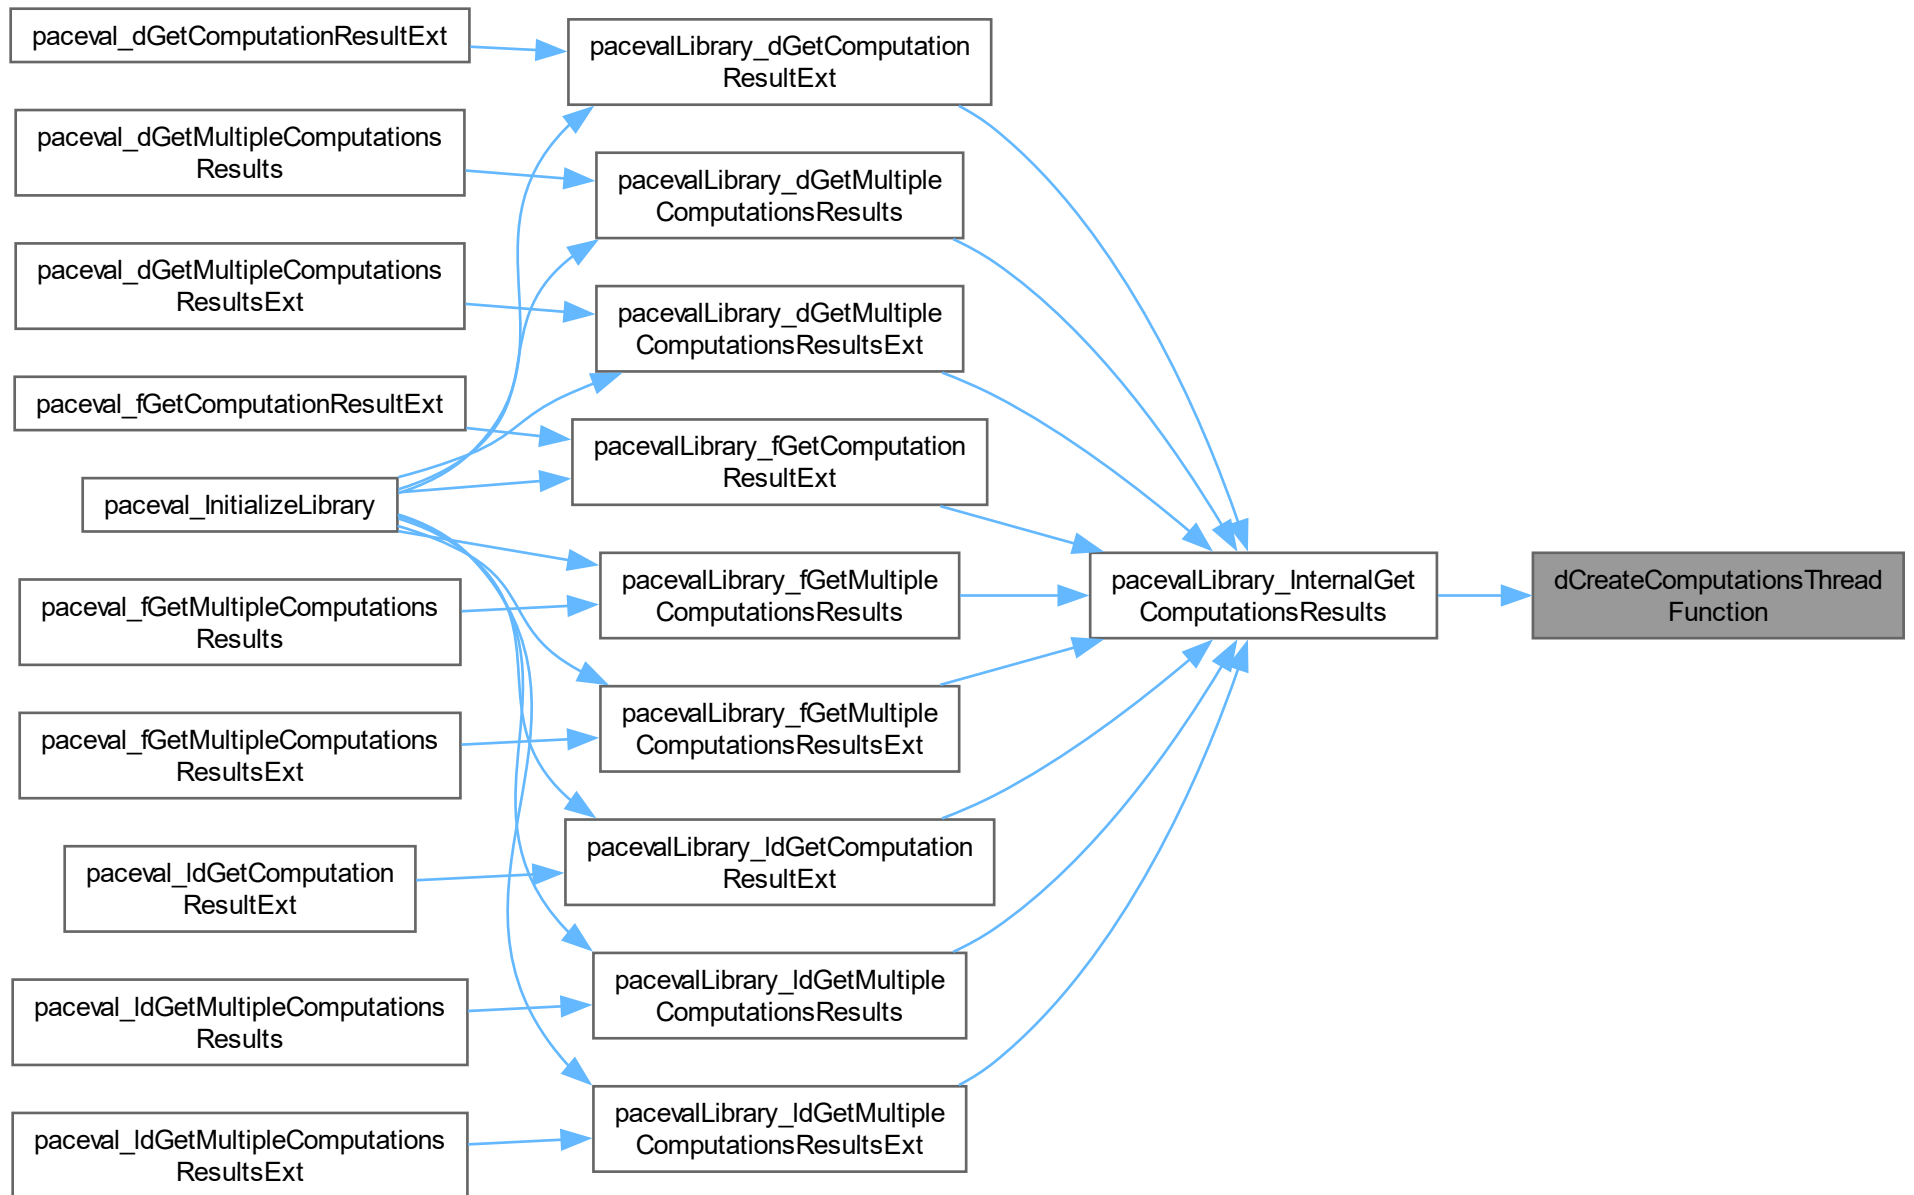 paceval_dGetComputationResultExt
paceval_dGetMultipleComputations
Results
paceval_dGetMultipleComputations
ResultsExt
paceval_fGetComputationResultExt
paceval_InitializeLibrary
paceval_fGetMultipleComputations
Results
paceval_fGetMultipleComputations
ResultsExt
paceval_ldGetComputation
ResultExt
paceval_ldGetMultipleComputations
Results
paceval_ldGetMultipleComputations
ResultsExt
pacevalLibrary_dGetComputation
ResultExt
pacevalLibrary_dGetMultiple
ComputationsResults
pacevalLibrary_dGetMultiple
ComputationsResultsExt
pacevalLibrary_fGetComputation
ResultExt
pacevalLibrary_fGetMultiple
ComputationsResults
pacevalLibrary_fGetMultiple
ComputationsResultsExt
pacevalLibrary_ldGetComputation
ResultExt
pacevalLibrary_ldGetMultiple
ComputationsResults
pacevalLibrary_ldGetMultiple
ComputationsResultsExt
pacevalLibrary_InternalGet
ComputationsResults
dCreateComputationsThread
Function